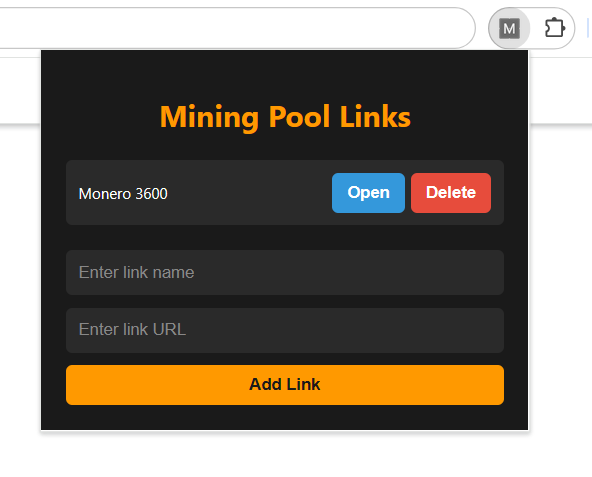 M
Mining Pool Links
Monero 3600
Open
Delete
Enter link name
Enter link URL
Add Link